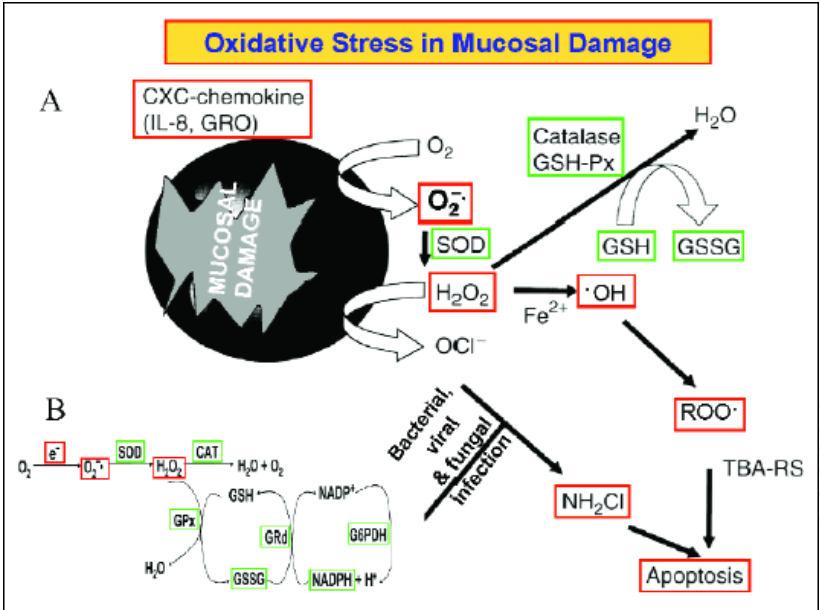 Oxidative Stress in Mucosal Damage
A
CXC-chemokine
(IL-8, GRO)
MUCOSAL
DAMAGE
O₂
O₂⁻·
SOD
H₂O₂
OCl⁻
Catalase
GSH-Px
H₂O
GSH
GSSG
Fe²⁺
·OH
ROO·
TBA-RS
Bacterial,
viral
& fungal
infection
NH₂Cl
Apoptosis
B
O₂
e⁻
O₂⁻·
SOD
H₂O₂
CAT
H₂O + O₂
GPx
H₂O
GSH
GSSG
GRd
NADP⁺
NADPH + H⁺
G6PDH